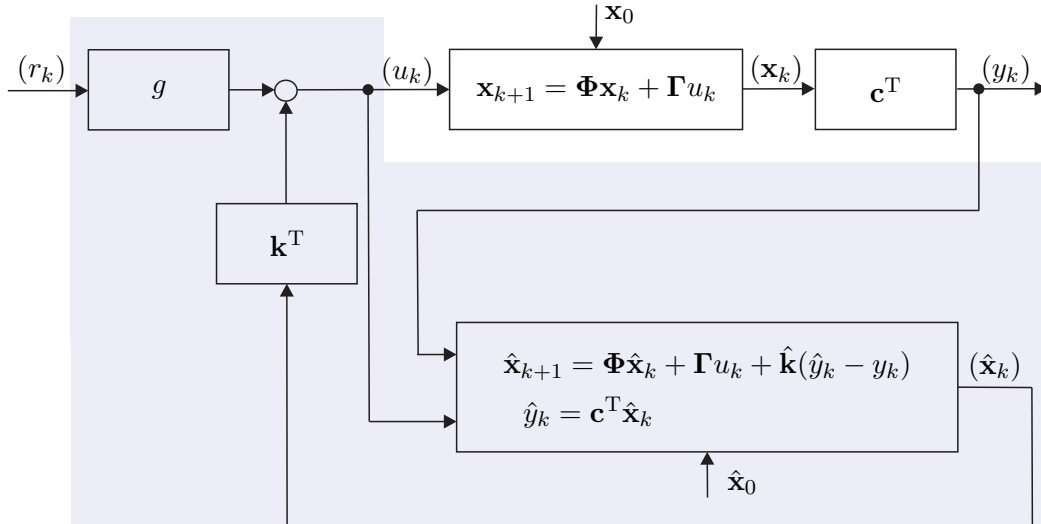 𝐱₀
(rₖ)
g
(uₖ)
𝐱ₖ₊₁ = 𝚽𝐱ₖ + 𝚪uₖ
(𝐱ₖ)
𝐜ᵀ
(yₖ)
𝐤ᵀ
𝐱̂ₖ₊₁ = 𝚽𝐱̂ₖ + 𝚪uₖ + 𝐤̂(ŷₖ − yₖ)
ŷₖ = 𝐜ᵀ𝐱̂ₖ
(𝐱̂ₖ)
𝐱̂₀